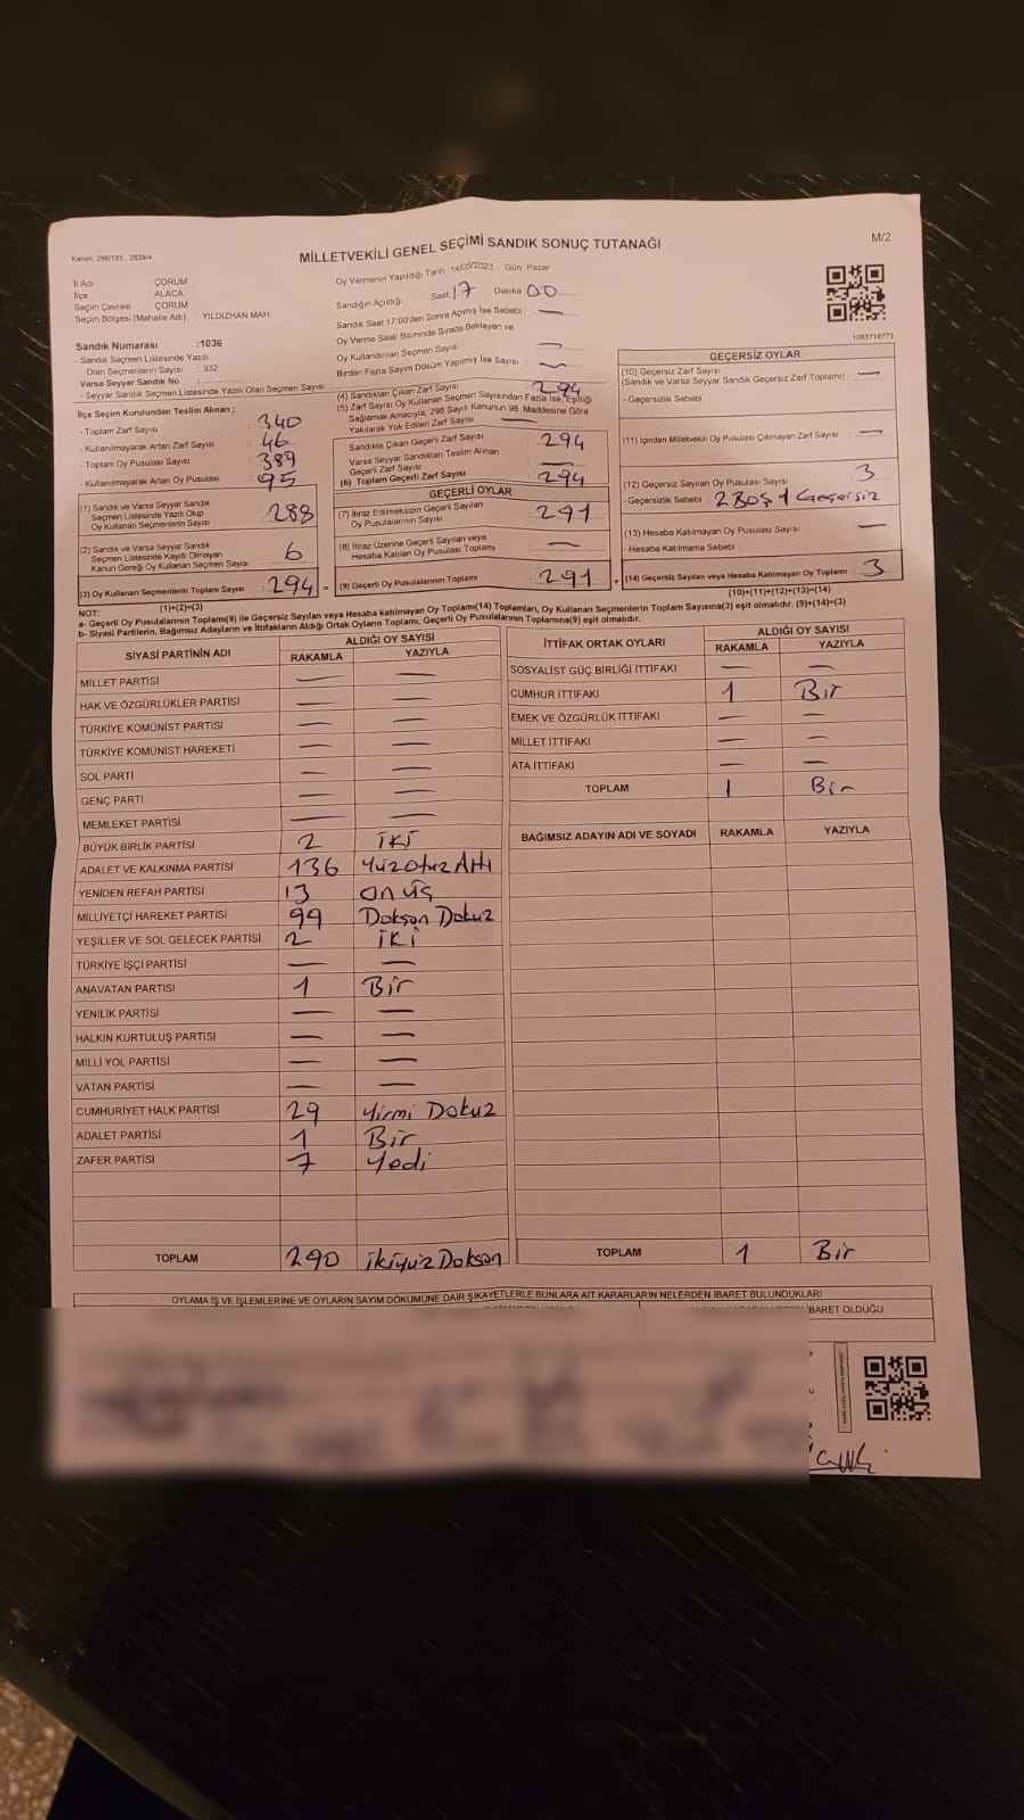 Kanun: 298/105 , 2839/4
MİLLETVEKİLİ GENEL SEÇİMİ SANDIK SONUÇ TUTANAĞI
M/2
İl Adı ÇORUM
İlçe ALACA
Seçim Çevresi ÇORUM
Seçim Bölgesi (Mahalle Adı) YILDIZHAN MAH.
Sandık Numarası :1036
- Sandık Seçmen Listesinde Yazılı
Olan Seçmenlerin Sayısı : 332
Varsa Seyyar Sandık No :
- Seyyar Sandık Seçmen Listesinde Yazılı Olan Seçmen Sayısı
Oy Vermenin Yapıldığı Tarih: 14/05/2023 Gün: Pazar
Sandığın Açıldığı Saat 17 Dakika 00
Sandık Saat 17:00'den Sonra Açılmış İse Sebebi: —
Oy Verme Saati Bitiminde Sırada Bekleyen ve
Oy Kullandırılan Seçmen Sayısı —
Birden Fazla Sayım Döküm Yapılmış İse Sayısı —
1083710773
İlçe Seçim Kurulundan Teslim Alınan ;
- Toplam Zarf Sayısı 340
- Kullanılmayarak Artan Zarf Sayısı 46
- Toplam Oy Pusulası Sayısı 389
- Kullanılmayarak Artan Oy Pusulası 95
(1) Sandık ve Varsa Seyyar Sandık
Seçmen Listesinde Yazılı Olup
Oy Kullanan Seçmenlerin Sayısı 288
(2) Sandık ve Varsa Seyyar Sandık
Seçmen Listesinde Kayıtlı Olmayan
Kanun Gereği Oy Kullanan Seçmen Sayısı 6
(3) Oy Kullanan Seçmenlerin Toplam Sayısı 294 =
(1)+(2)=(3)
(4) Sandıktan Çıkan Zarf Sayısı 294
(5) Zarf Sayısı Oy Kullanan Seçmen Sayısından Fazla İse, Eşitliği
Sağlamak Amacıyla, 298 Sayılı Kanunun 98. Maddesine Göre
Yakılarak Yok Edilen Zarf Sayısı —
Sandıkta Çıkan Geçerli Zarf Sayısı 294
Varsa Seyyar Sandıktan Teslim Alınan
Geçerli Zarf Sayısı —
(6) Toplam Geçerli Zarf Sayısı 294
GEÇERLİ OYLAR
(7) İtiraz Edilmeksizin Geçerli Sayılan
Oy Pusulalarının Sayısı 291
(8) İtiraz Üzerine Geçerli Sayılan veya
Hesaba Katılan Oy Pusulası Toplamı —
(9) Geçerli Oy Pusulalarının Toplamı 291 +
GEÇERSİZ OYLAR
(10) Geçersiz Zarf Sayısı —
(Sandık ve Varsa Seyyar Sandık Geçersiz Zarf Toplamı)
- Geçersizlik Sebebi
(11) İçinden Milletvekili Oy Pusulası Çıkmayan Zarf Sayısı —
(12) Geçersiz Sayılan Oy Pusulası Sayısı 3
- Geçersizlik Sebebi 2 BOŞ 1 Geçersiz
(13) Hesaba Katılmayan Oy Pusulası Sayısı —
- Hesaba Katılmama Sebebi
(14) Geçersiz Sayılan veya Hesaba Katılmayan Oy Toplamı 3
(10)+(11)+(12)+(13)=(14)
NOT:
a- Geçerli Oy Pusulalarının Toplamı(9) ile Geçersiz Sayılan veya Hesaba katılmayan Oy Toplamı(14) Toplamları, Oy Kullanan Seçmenlerin Toplam Sayısına(3) eşit olmalıdır. (9)+(14)=(3)
b- Siyasi Partilerin, Bağımsız Adayların ve İttifakların Aldığı Ortak Oyların Toplamı, Geçerli Oy Pusulalarının Toplamına(9) eşit olmalıdır.
SİYASİ PARTİNİN ADI ALDIĞI OY SAYISI
RAKAMLA YAZIYLA
MİLLET PARTİSİ — —
HAK VE ÖZGÜRLÜKLER PARTİSİ — —
TÜRKİYE KOMÜNİST PARTİSİ — —
TÜRKİYE KOMÜNİST HAREKETİ — —
SOL PARTİ — —
GENÇ PARTİ — —
MEMLEKET PARTİSİ — —
BÜYÜK BİRLİK PARTİSİ 2 İKİ
ADALET VE KALKINMA PARTİSİ 136 YüzOtuz Altı
YENİDEN REFAH PARTİSİ 13 on üç
MİLLİYETÇİ HAREKET PARTİSİ 99 Doksan Dokuz
YEŞİLLER VE SOL GELECEK PARTİSİ 2 İKİ
TÜRKİYE İŞÇİ PARTİSİ — —
ANAVATAN PARTİSİ 1 Bir
YENİLİK PARTİSİ — —
HALKIN KURTULUŞ PARTİSİ — —
MİLLİ YOL PARTİSİ — —
VATAN PARTİSİ — —
CUMHURİYET HALK PARTİSİ 29 Yirmi Dokuz
ADALET PARTİSİ 1 Bir
ZAFER PARTİSİ 7 Yedi
TOPLAM 290 ikiyüz Doksan
İTTİFAK ORTAK OYLARI ALDIĞI OY SAYISI
RAKAMLA YAZIYLA
SOSYALİST GÜÇ BİRLİĞİ İTTİFAKI — —
CUMHUR İTTİFAKI 1 Bir
EMEK VE ÖZGÜRLÜK İTTİFAKI — —
MİLLET İTTİFAKI — —
ATA İTTİFAKI — —
TOPLAM 1 Bir
BAĞIMSIZ ADAYIN ADI VE SOYADI RAKAMLA YAZIYLA
TOPLAM 1 Bir
OYLAMA İŞ VE İŞLEMLERİNE VE OYLARIN SAYIM DÖKÜMÜNE DAİR ŞİKAYETLERLE BUNLARA AİT KARARLARIN NELERDEN İBARET BULUNDUKLARI
İBARET OLDUĞU